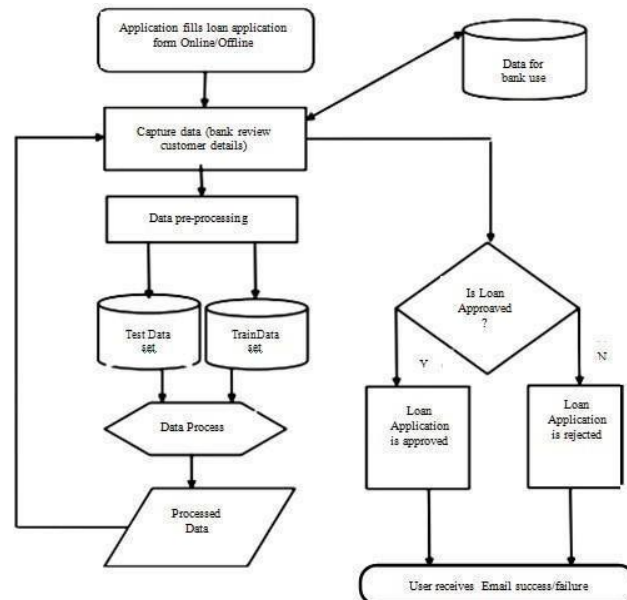 Application fills loan application
form Online/Offline
Data for
bank use
Capture data (bank review
customer details)
Data pre-processing
Is Loan
Approaved
?
Test Data
set
TrainData
set
Y
N
Loan
Application
is approved
Loan
Application
is rejected
Data Process
Processed
Data
User receives Email success/failure